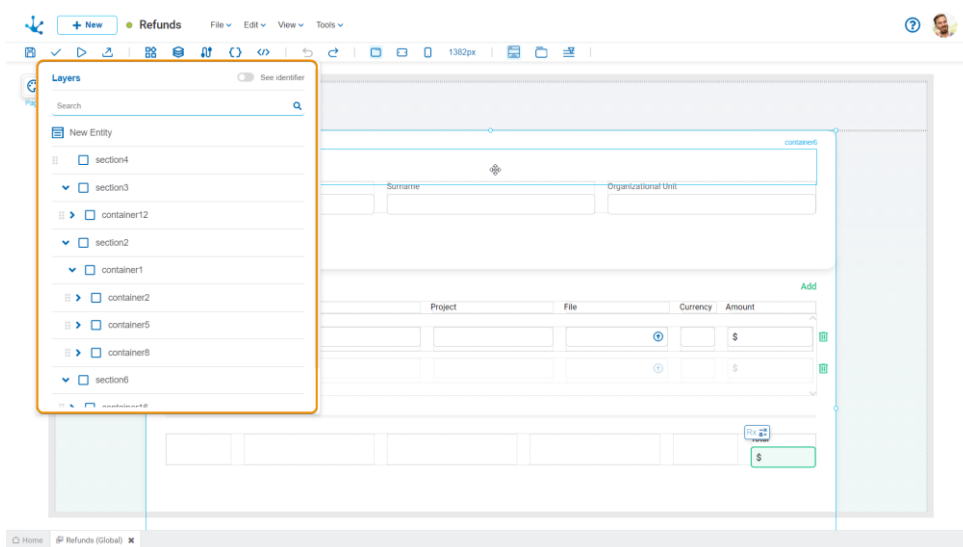 New
Refunds
File Edit View Tools
1382px
Layers
See identifier
Search
New Entity
section4
section3
container12
section2
container1
container2
container5
container8
section6
container6
Surname
Organizational Unit
Add
Project
File
Currency
Amount
$
$
Rx
Total
$
Home
Refunds (Global)